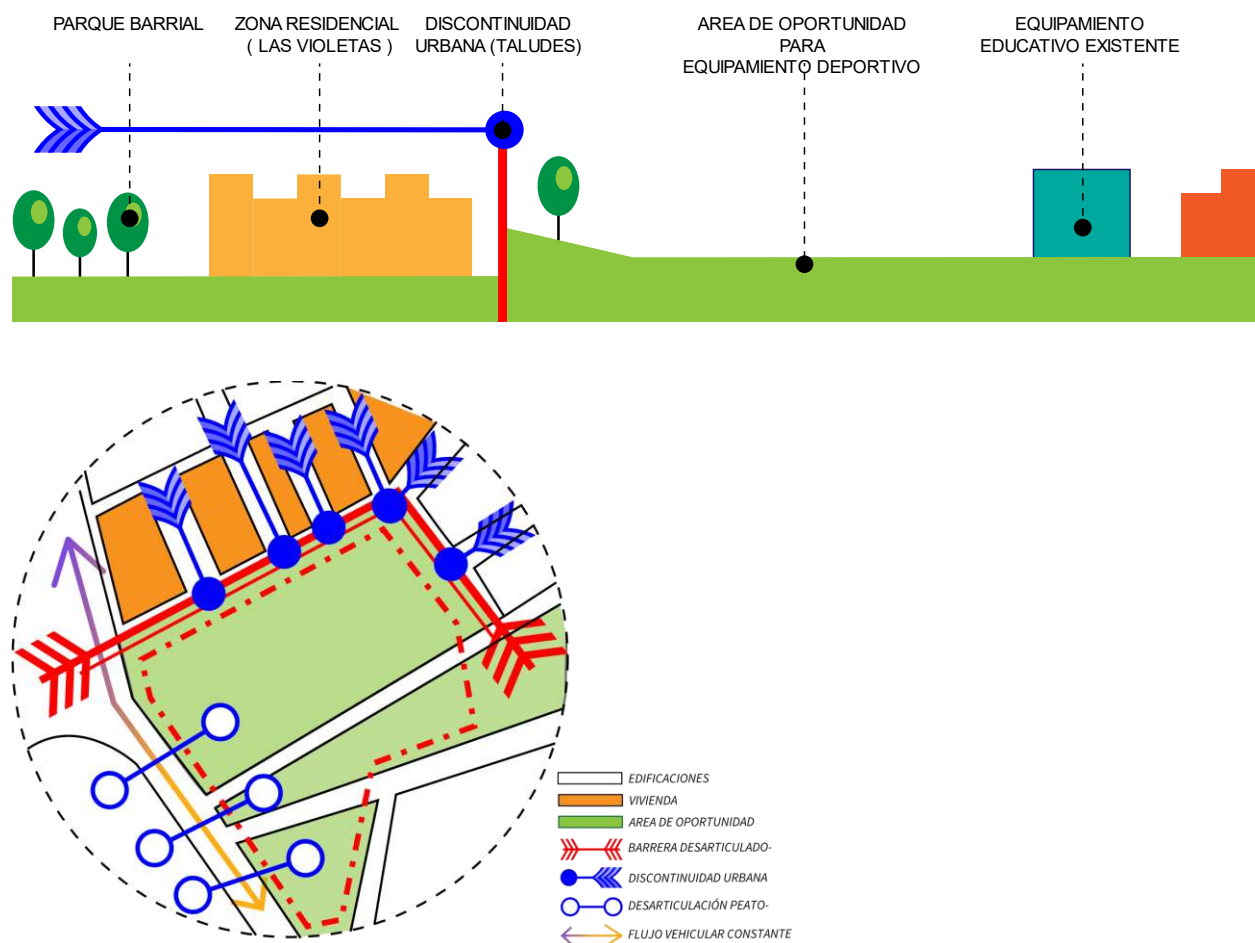 PARQUE BARRIAL
ZONA RESIDENCIAL
( LAS VIOLETAS )
DISCONTINUIDAD
URBANA (TALUDES)
AREA DE OPORTUNIDAD
PARA
EQUIPAMIENTO DEPORTIVO
EQUIPAMIENTO
EDUCATIVO EXISTENTE
EDIFICACIONES
VIVIENDA
AREA DE OPORTUNIDAD
BARRERA DESARTICULADO-
DISCONTINUIDAD URBANA
DESARTICULACIÓN PEATO-
FLUJO VEHICULAR CONSTANTE